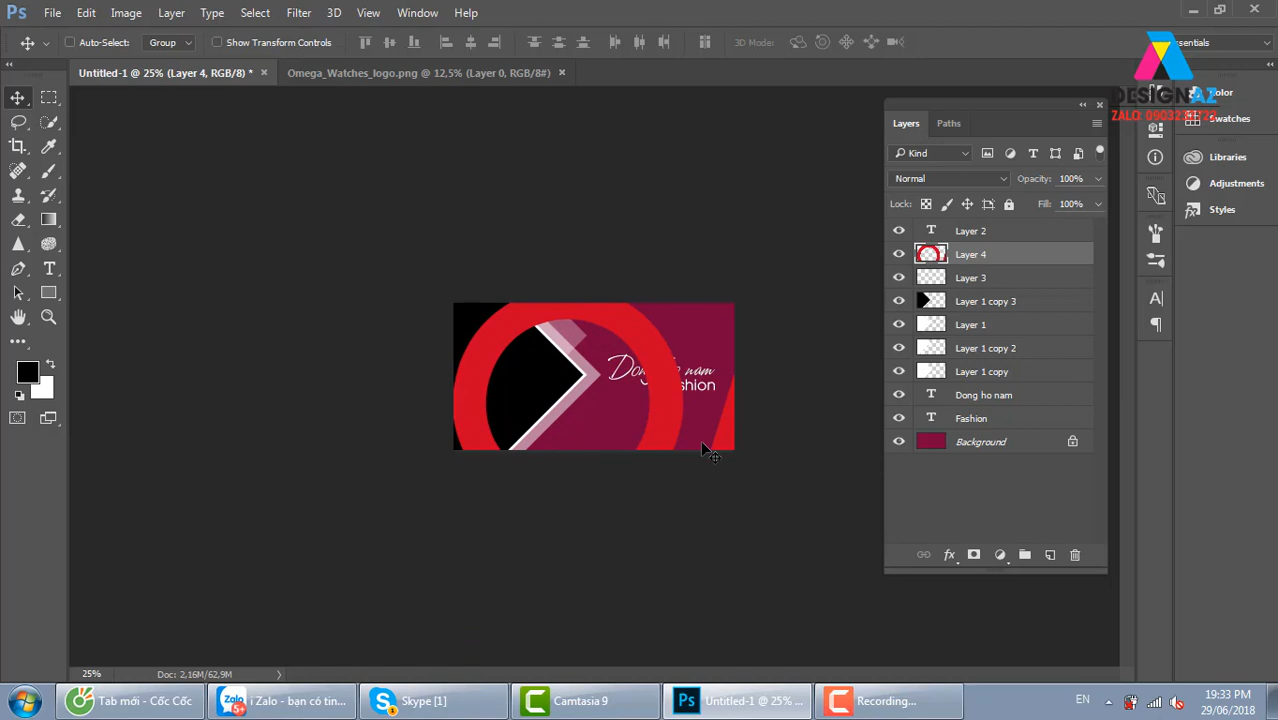 Ps File Edit Image Layer Type Select Filter 3D View Window Help
Auto-Select: Group Show Transform Controls 3D Mode: Essentials
Untitled-1 @ 25% (Layer 4, RGB/8) * × Omega_Watches_logo.png @ 12,5% (Layer 0, RGB/8#) ×
DESIGNAZ
ZALO:
Color
Swatches
Libraries
Adjustments
Styles
Layers Paths
Kind
Normal Opacity: 100%
Lock: Fill: 100%
Layer 2
Layer 4
Layer 3
Layer 1 copy 3
Layer 1
Layer 1 copy 2
Layer 1 copy
Dong ho nam
Fashion
Background
fx
Dong ho nam
shion
25% Doc: 2,16M/62,9M
Tab mới - Cốc Cốc
i Zalo - bạn có tin...
Skype [1]
Camtasia 9
Untitled-1 @ 25% ...
Recording...
EN
19:33 PM
29/06/2018